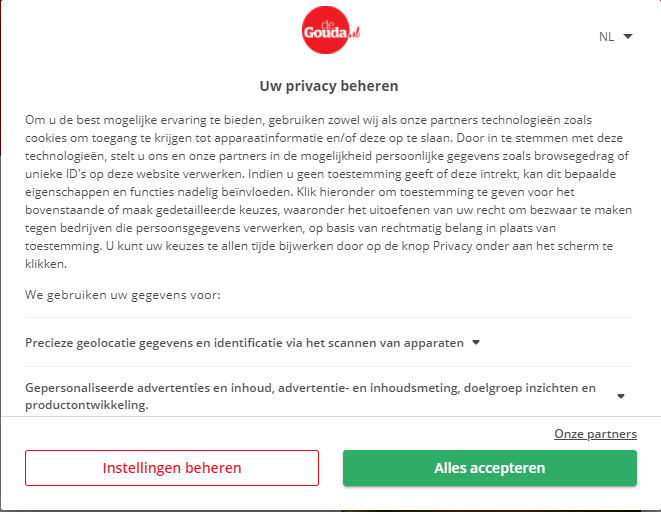 de
Gouda.nl
NL
Uw privacy beheren
Om u de best mogelijke ervaring te bieden, gebruiken zowel wij als onze partners technologieën zoals
cookies om toegang te krijgen tot apparaatinformatie en/of deze op te slaan. Door in te stemmen met deze
technologieën, stelt u ons en onze partners in de mogelijkheid persoonlijke gegevens zoals browsegedrag of
unieke ID's op deze website verwerken. Indien u geen toestemming geeft of deze intrekt, kan dit bepaalde
eigenschappen en functies nadelig beïnvloeden. Klik hieronder om toestemming te geven voor het
bovenstaande of maak gedetailleerde keuzes, waaronder het uitoefenen van uw recht om bezwaar te maken
tegen bedrijven die persoonsgegevens verwerken, op basis van rechtmatig belang in plaats van
toestemming. U kunt uw keuzes te allen tijde bijwerken door op de knop Privacy onder aan het scherm te
klikken.
We gebruiken uw gegevens voor:
Precieze geolocatie gegevens en identificatie via het scannen van apparaten
Gepersonaliseerde advertenties en inhoud, advertentie- en inhoudsmeting, doelgroep inzichten en
productontwikkeling.
Onze partners
Instellingen beheren
Alles accepteren